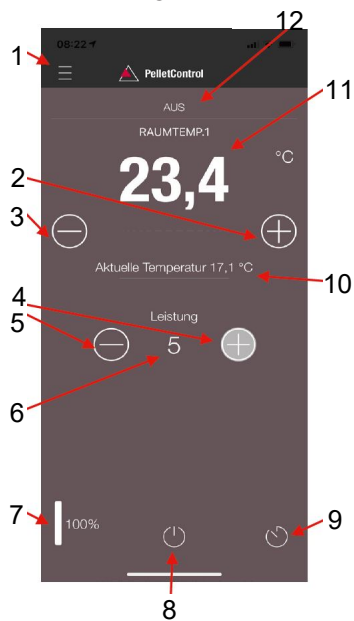 12
08:22
1
PelletControl
11
AUS
RAUMTEMP.1
23,4 °C
2
3
Aktuelle Temperatur 17,1 °C
10
4
5
Leistung
5
6
7
100%
9
8